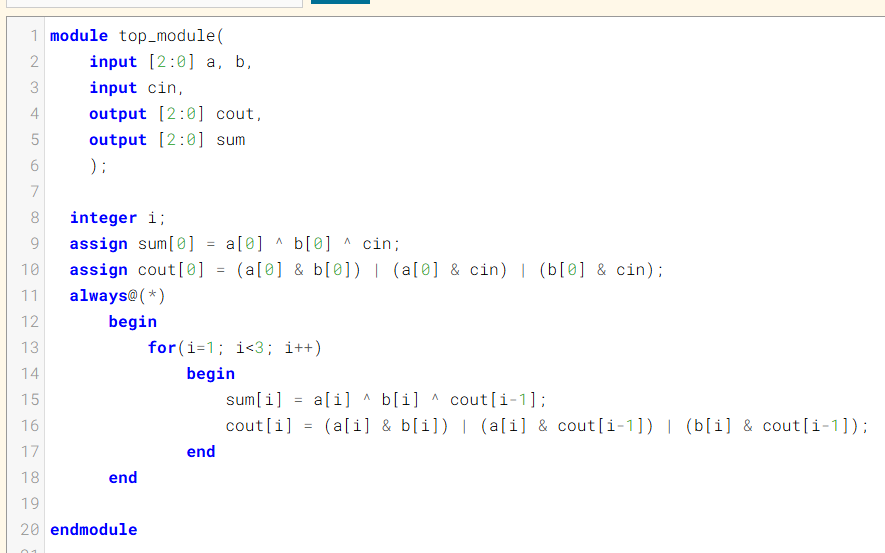 1 module top_module(
2     input [2:0] a, b,
3     input cin,
4     output [2:0] cout,
5     output [2:0] sum
6     );
7
8   integer i;
9   assign sum[0] = a[0] ^ b[0] ^ cin;
10   assign cout[0] = (a[0] & b[0]) | (a[0] & cin) | (b[0] & cin);
11   always@(*)
12       begin
13           for(i=1; i<3; i++)
14               begin
15                   sum[i] = a[i] ^ b[i] ^ cout[i-1];
16                   cout[i] = (a[i] & b[i]) | (a[i] & cout[i-1]) | (b[i] & cout[i-1]);
17               end
18       end
19
20 endmodule
21